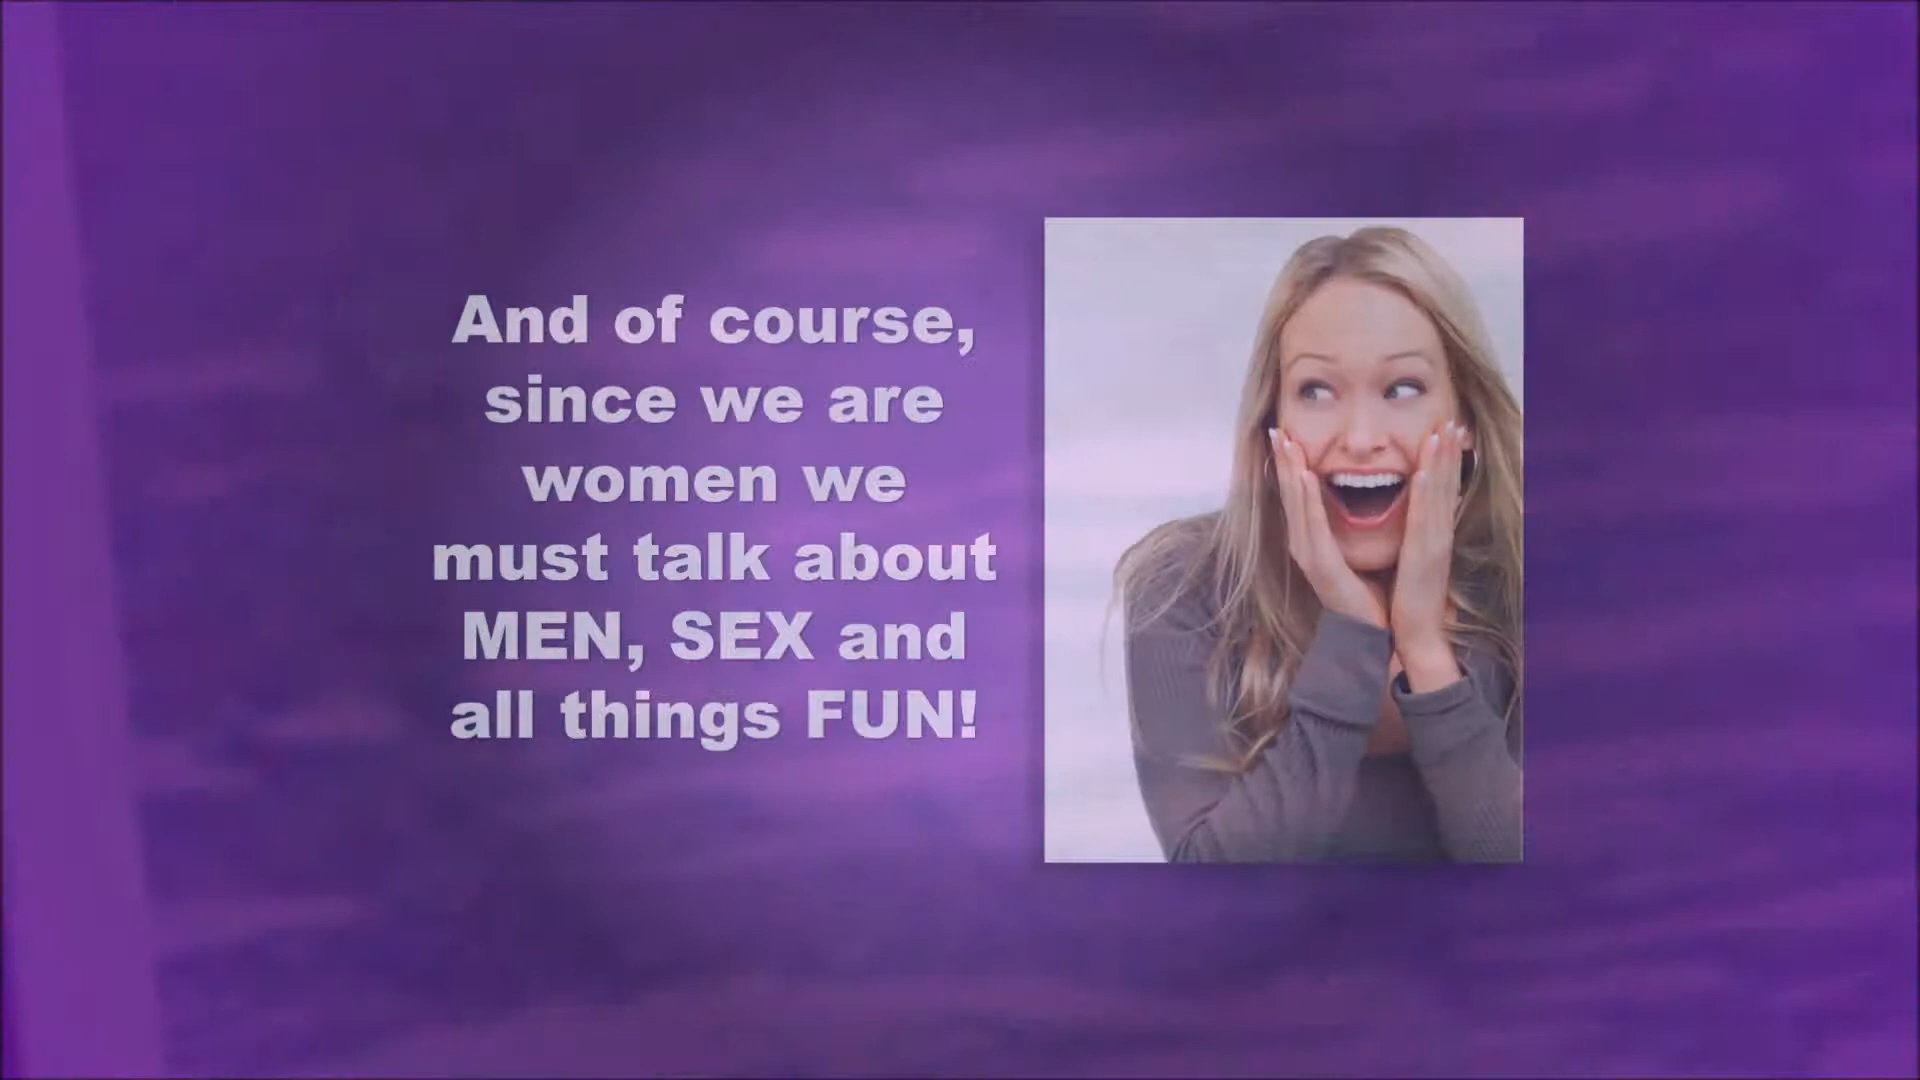 And of course,
since we are
women we
must talk about
MEN, SEX and
all things FUN!